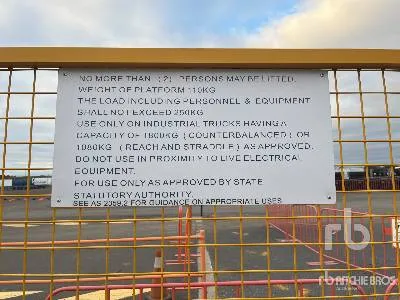 NO MORE THAN (2) PERSONS MAY BE LIFTED.
WEIGHT OF PLATFORM 110KG
THE LOAD INCLUDING PERSONNEL & EQUIPMENT
SHALL NOT EXCEED 250KG
USE ONLY ON INDUSTRIAL TRUCKS HAVING A
CAPACITY OF 1800KG (COUNTERBALANCED) OR
1080KG (REACH AND STRADDLE) AS APPROVED.
DO NOT USE IN PROXIMITY TO LIVE ELECTRICAL
EQUIPMENT.
FOR USE ONLY AS APPROVED BY STATE
STATUTORY AUTHORITY.
SEE AS 2359.2 FOR GUIDANCE ON APPROPRIATE USES
rb
RITCHIE BROS